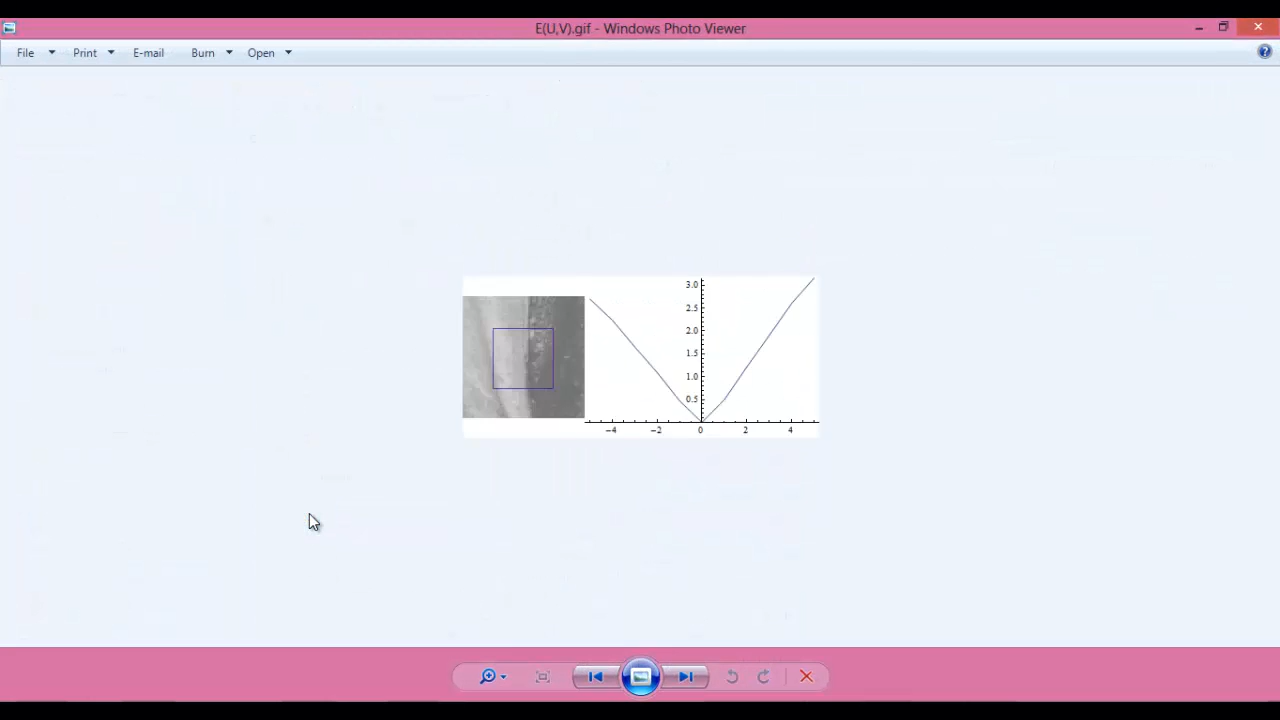 E(U,V).gif - Windows Photo Viewer
File Print E-mail Burn Open
3.0
2.5
2.0
1.5
1.0
0.5
−4 −2 0 2 4